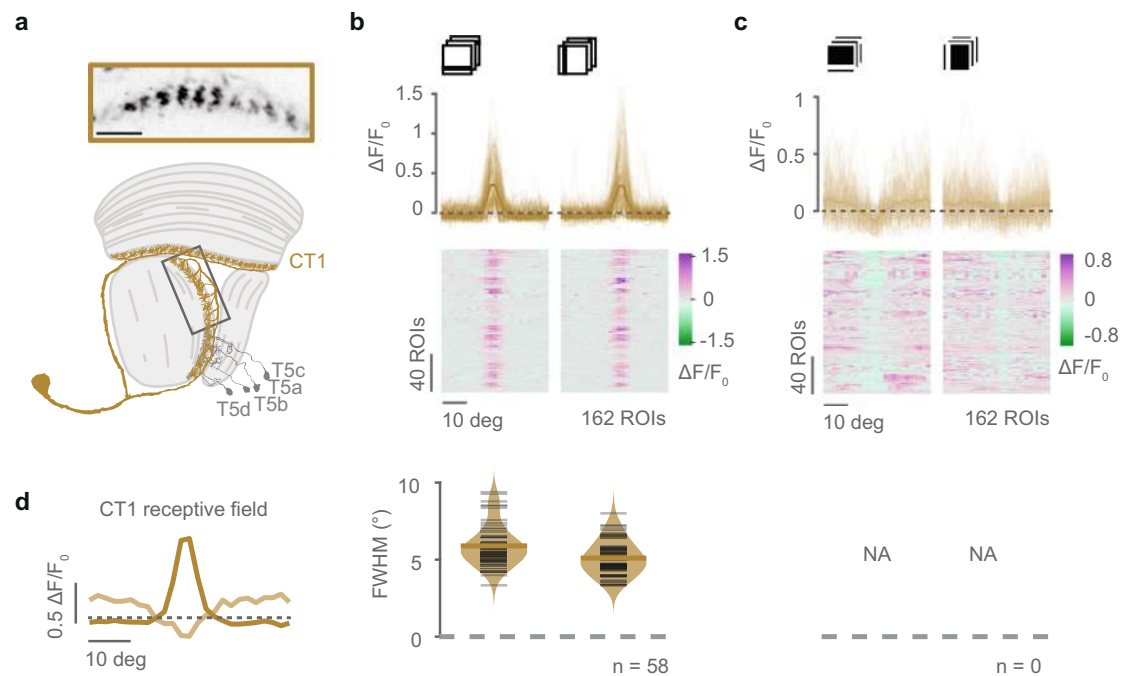 a
CT1
T5c
T5a
T5b
T5d
b
1.5
1
0.5
0
ΔF/F0
1.5
0
-1.5
ΔF/F0
40 ROIs
10 deg
162 ROIs
10
5
0
FWHM (°)
n = 58
c
1
0
ΔF/F0
0.8
0
-0.8
ΔF/F0
40 ROIs
10 deg
162 ROIs
NA
NA
n = 0
d
CT1 receptive field
0.5 ΔF/F0
10 deg